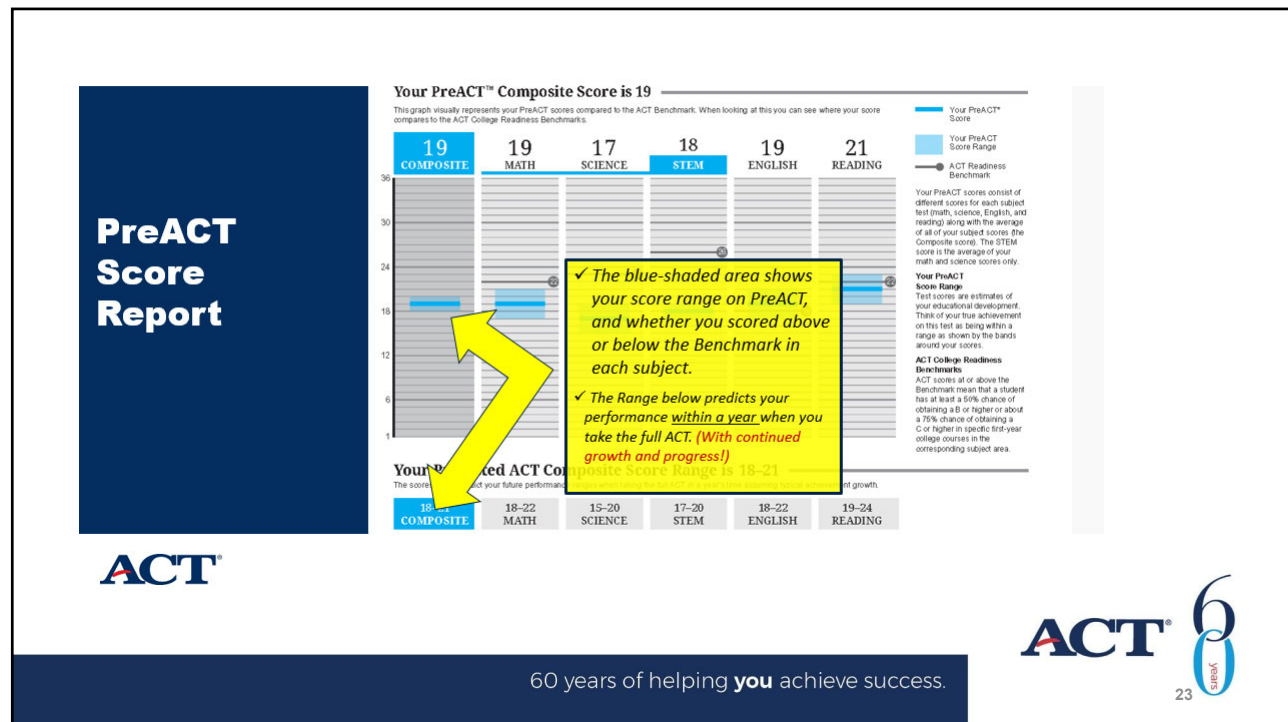 PreACT
Score
Report
Your PreACT™ Composite Score is 19
This graph visually represents your PreACT scores compared to the ACT Benchmark. When looking at this you can see where your score
compares to the ACT College Readiness Benchmarks.
19 19 17 18 19 21
COMPOSITE MATH SCIENCE STEM ENGLISH READING
36
30
24
18
12
6
1
26
22
22
✓ The blue-shaded area shows
your score range on PreACT,
and whether you scored above
or below the Benchmark in
each subject.
✓ The Range below predicts your
performance within a year when you
take the full ACT. (With continued
growth and progress!)
Your PreACT*
Score
Your PreACT
Score Range
ACT Readiness
Benchmark
Your PreACT scores consist of
different scores for each subject
test (math, science, English, and
reading) along with the average
of all of your subject scores (the
Composite score). The STEM
score is the average of your
math and science scores only.
Your PreACT
Score Range
Test scores are estimates of
your educational development.
Think of your true achievement
on this test as being within a
range as shown by the bands
around your scores.
ACT College Readiness
Benchmarks
ACT scores at or above the
Benchmark mean that a student
has at least a 50% chance of
obtaining a B or higher or about
a 75% chance of obtaining a
C or higher in specific first-year
college courses in the
corresponding subject area.
Your ACT Composite Score Range is 18–21
The your future performance growth.
18–21 18–22 15–20 17–20 18–22 19–24
COMPOSITE MATH SCIENCE STEM ENGLISH READING
ACT®
ACT® 60 years
60 years of helping you achieve success.
23